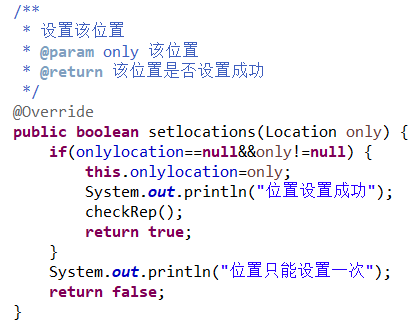 /**
 * 设置该位置
 * @param only 该位置
 * @return 该位置是否设置成功
 */
@Override
public boolean setlocations(Location only) {
    if(onlylocation==null&&only!=null) {
        this.onlylocation=only;
        System.out.println("位置设置成功");
        checkRep();
        return true;
    }
    System.out.println("位置只能设置一次");
    return false;
}